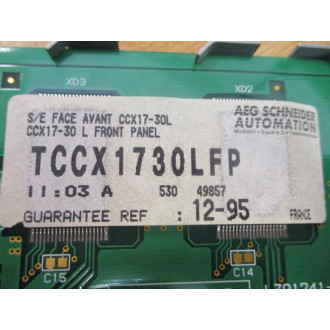 XD3
XD2
S/E FACE AVANT CCX17-30L
CCX17-30 L FRONT PANEL
AEG SCHNEIDER
AUTOMATION
TCCX1730LFP
11:03 A 530 49857
GUARANTEE REF : 12-95
FRANCE
C15
C14